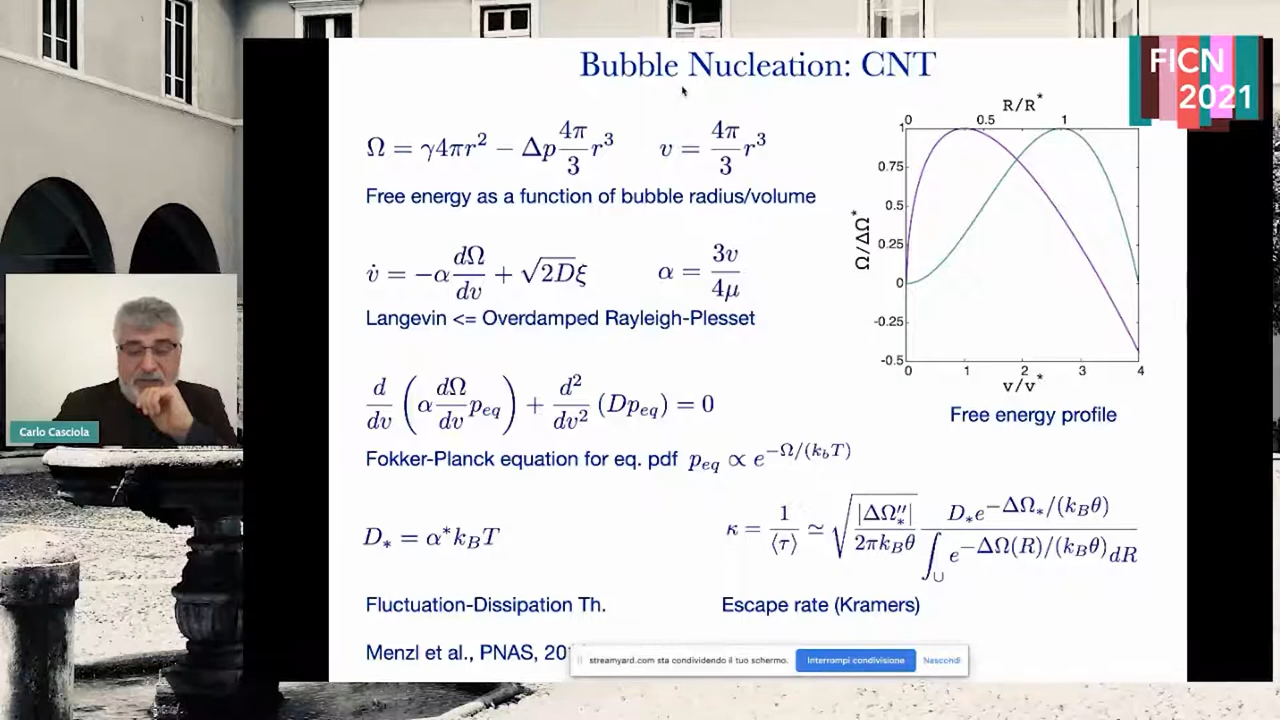 Bubble Nucleation: CNT
FICN
2021
Ω = γ4πr² − Δp 4π/3 r³    v = 4π/3 r³
Free energy as a function of bubble radius/volume
v̇ = −α dΩ/dv + √2D ξ    α = 3v/4μ
Langevin <= Overdamped Rayleigh-Plesset
d/dv (α dΩ/dv p_eq) + d²/dv² (Dp_eq) = 0
Fokker-Planck equation for eq. pdf p_eq ∝ e^−Ω/(k_bT)
D_* = α*k_BT
κ = 1/⟨τ⟩ ≃ √|ΔΩ″_*|/2πk_Bθ D_*e^−ΔΩ_*/(k_Bθ) / ∫_∪ e^−ΔΩ(R)/(k_Bθ)dR
Fluctuation-Dissipation Th.
Escape rate (Kramers)
Menzl et al., PNAS, 20
R/R*
0 0.5 1
1
0.75
0.5
0.25
0
-0.25
-0.5
Ω/ΔΩ*
0 1 2 3 4
v/v*
Free energy profile
Carlo Casciola
streamyard.com sta condividendo il tuo schermo. Interrompi condivisione Nascondi